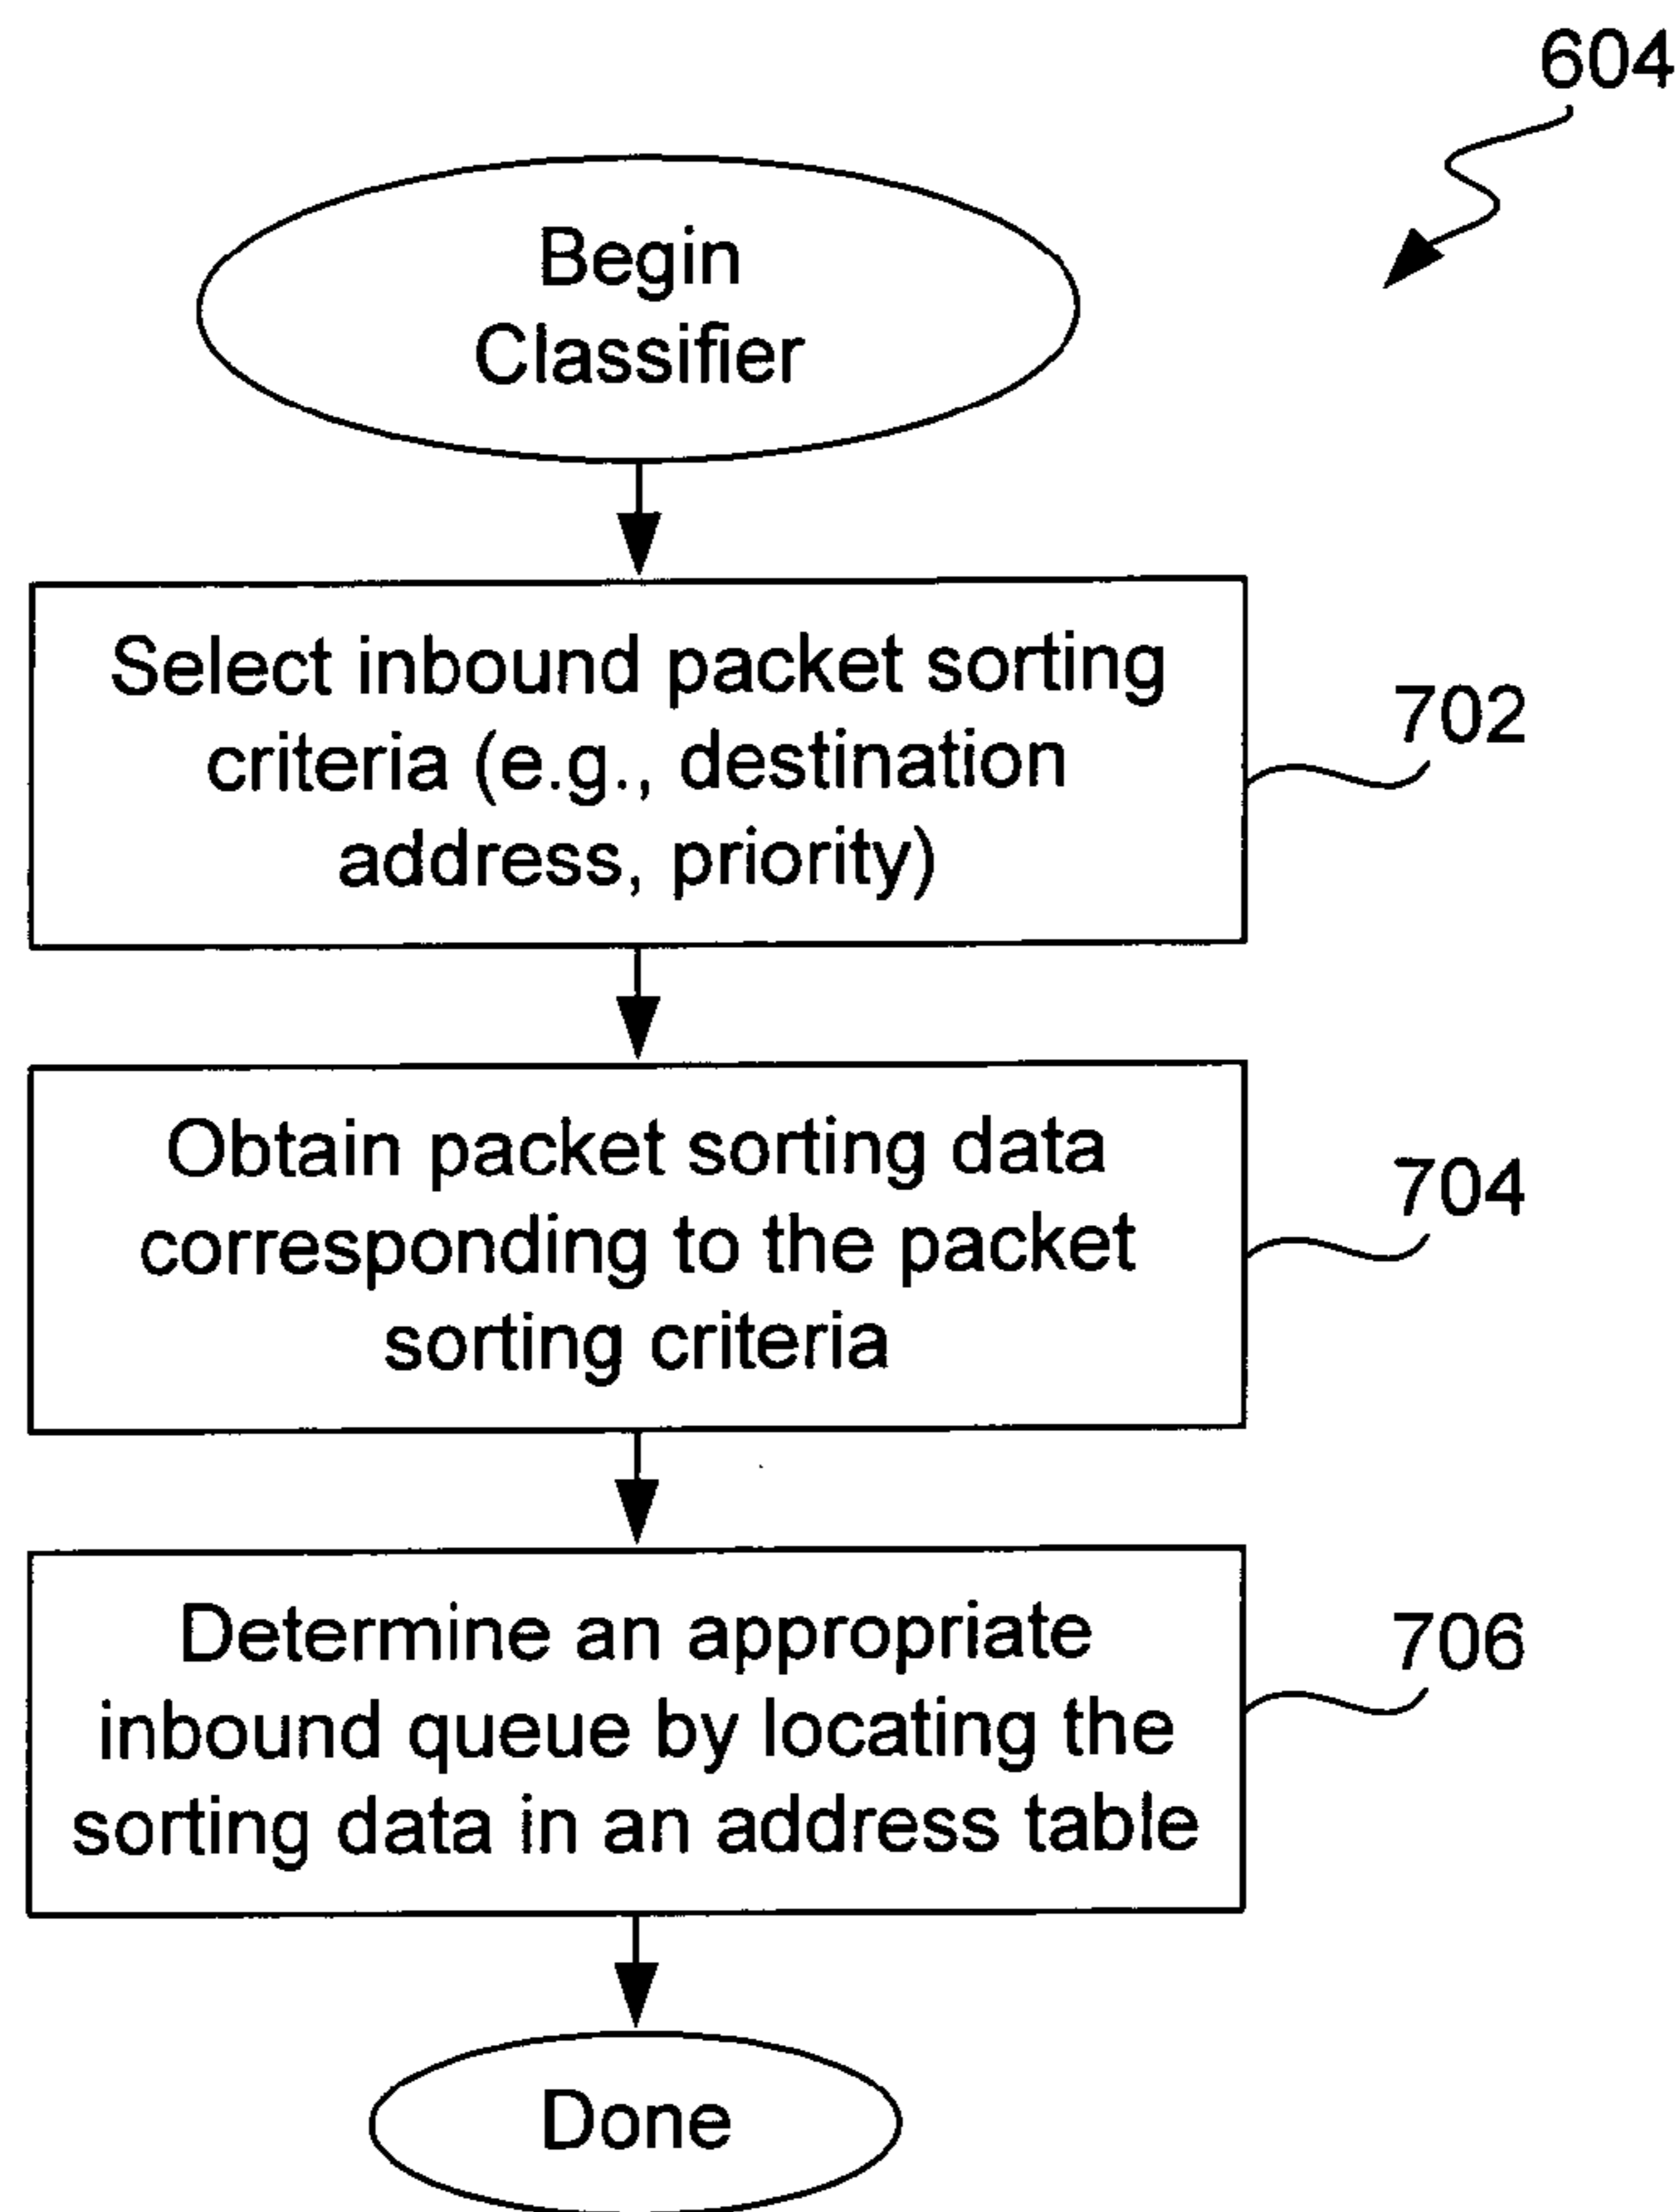 604
Begin
Classifier
Select inbound packet sorting
criteria (e.g., destination
address, priority)
702
Obtain packet sorting data
corresponding to the packet
sorting criteria
704
Determine an appropriate
inbound queue by locating the
sorting data in an address table
706
Done